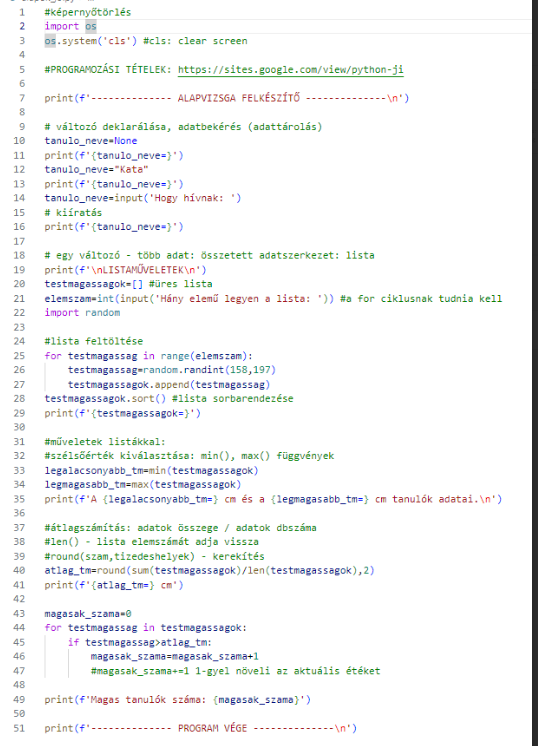 1 #képernyőtörlés
2 import os
3 os.system('cls') #cls: clear screen
4
5 #PROGRAMOZÁSI TÉTELEK: https://sites.google.com/view/python-ji
6
7 print(f'-------------- ALAPVIZSGA FELKÉSZÍTŐ --------------\n')
8
9 # változó deklarálása, adatbekérés (adattárolás)
10 tanulo_neve=None
11 print(f'{tanulo_neve=}')
12 tanulo_neve="Kata"
13 print(f'{tanulo_neve=}')
14 tanulo_neve=input('Hogy hívnak: ')
15 # kiíratás
16 print(f'{tanulo_neve=}')
17
18 # egy változó - több adat: összetett adatszerkezet: lista
19 print(f'\nLISTAMŰVELETEK\n')
20 testmagassagok=[] #üres lista
21 elemszam=int(input('Hány elemű legyen a lista: ')) #a for ciklusnak tudnia kell
22 import random
23
24 #lista feltöltése
25 for testmagassag in range(elemszam):
26 testmagassag=random.randint(158,197)
27 testmagassagok.append(testmagassag)
28 testmagassagok.sort() #lista sorbarendezése
29 print(f'{testmagassagok=}')
30
31 #műveletek listákkal:
32 #szélsőérték kiválasztása: min(), max() függvények
33 legalacsonyabb_tm=min(testmagassagok)
34 legmagasabb_tm=max(testmagassagok)
35 print(f'A {legalacsonyabb_tm=} cm és a {legmagasabb_tm=} cm tanulók adatai.\n')
36
37 #átlagszámítás: adatok összege / adatok dbszáma
38 #len() - lista elemszámát adja vissza
39 #round(szam,tizedeshelyek) - kerekítés
40 atlag_tm=round(sum(testmagassagok)/len(testmagassagok),2)
41 print(f'{atlag_tm=} cm')
42
43 magasak_szama=0
44 for testmagassag in testmagassagok:
45 if testmagassag>atlag_tm:
46 magasak_szama=magasak_szama+1
47 #magasak_szama+=1 1-gyel növeli az aktuális étéket
48
49 print(f'Magas tanulók száma: {magasak_szama}')
50
51 print(f'-------------- PROGRAM VÉGE --------------\n')